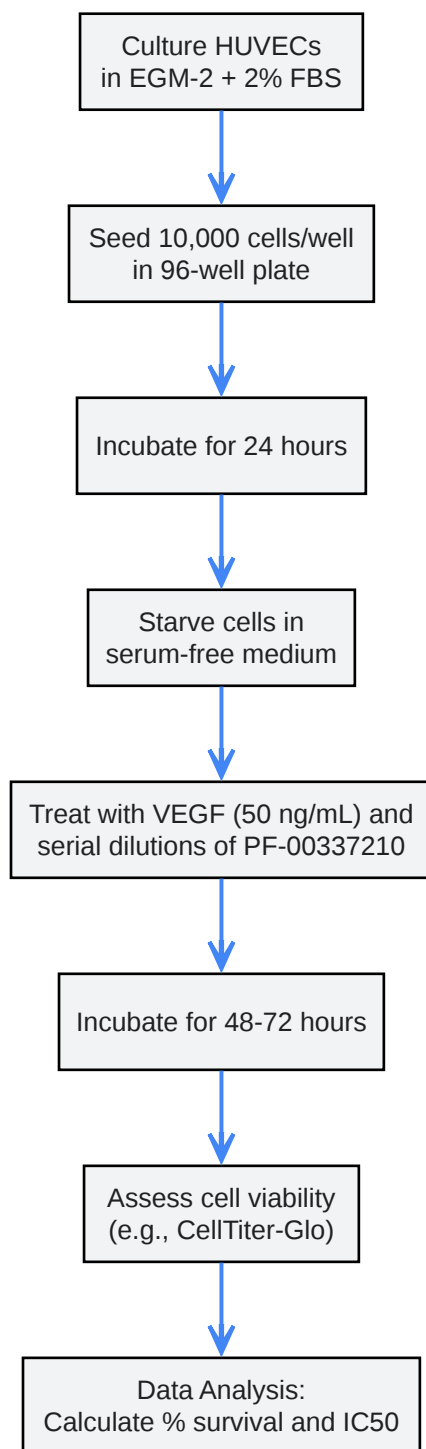 Culture HUVECs
in EGM-2 + 2% FBS
Seed 10,000 cells/well
in 96-well plate
Incubate for 24 hours
Starve cells in
serum-free medium
Treat with VEGF (50 ng/mL) and
serial dilutions of PF-00337210
Incubate for 48-72 hours
Assess cell viability
(e.g., CellTiter-Glo)
Data Analysis:
Calculate % survival and IC50